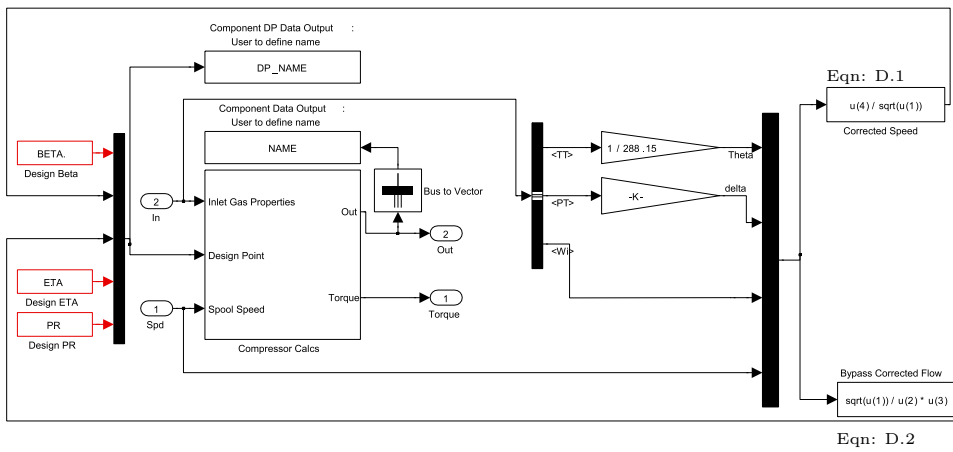 Component DP Data Output :
User to define name
DP_NAME
Component Data Output :
User to define name
NAME
BETA.
Design Beta
ETA
Design ETA
PR
Design PR
2
In
1
Spd
Inlet Gas Properties
Design Point
Spool Speed
Out
Torque
Compressor Calcs
Bus to Vector
2
Out
1
Torque
<TT>
<PT>
<Wi>
1 / 288 .15
Theta
-K-
delta
Eqn: D.1
u(4) / sqrt(u(1))
Corrected Speed
Bypass Corrected Flow
sqrt(u(1)) / u(2) * u(3)
Eqn: D.2